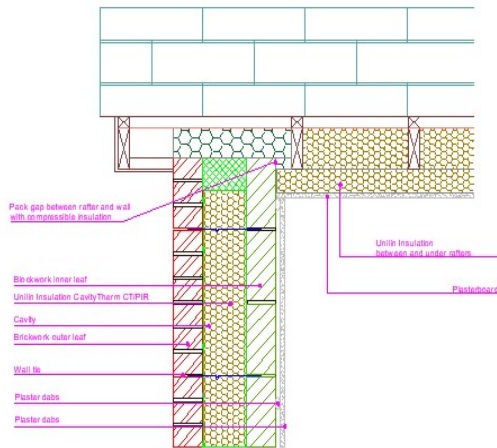 Pack gap between rafter and wall
with compressible insulation
Unilin Insulation
between and under rafters
Blockwork inner leaf
Plasterboard
Unilin Insulation CavityTherm CT/PIR
Cavity
Brickwork outer leaf
Wall tie
Plaster dabs
Plaster dabs